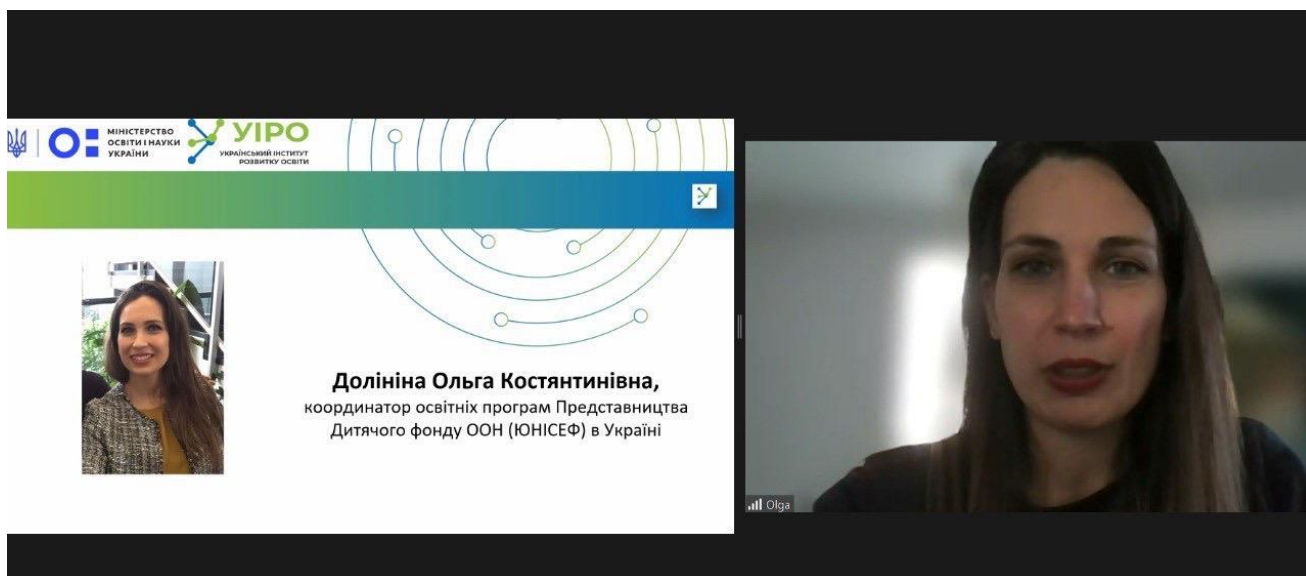 МІНІСТЕРСТВО
ОСВІТИ І НАУКИ
УКРАЇНИ
УІРО
УКРАЇНСЬКИЙ ІНСТИТУТ
РОЗВИТКУ ОСВІТИ
Долініна Ольга Костянтинівна,
координатор освітніх програм Представництва
Дитячого фонду ООН (ЮНІСЕФ) в Україні
Olga